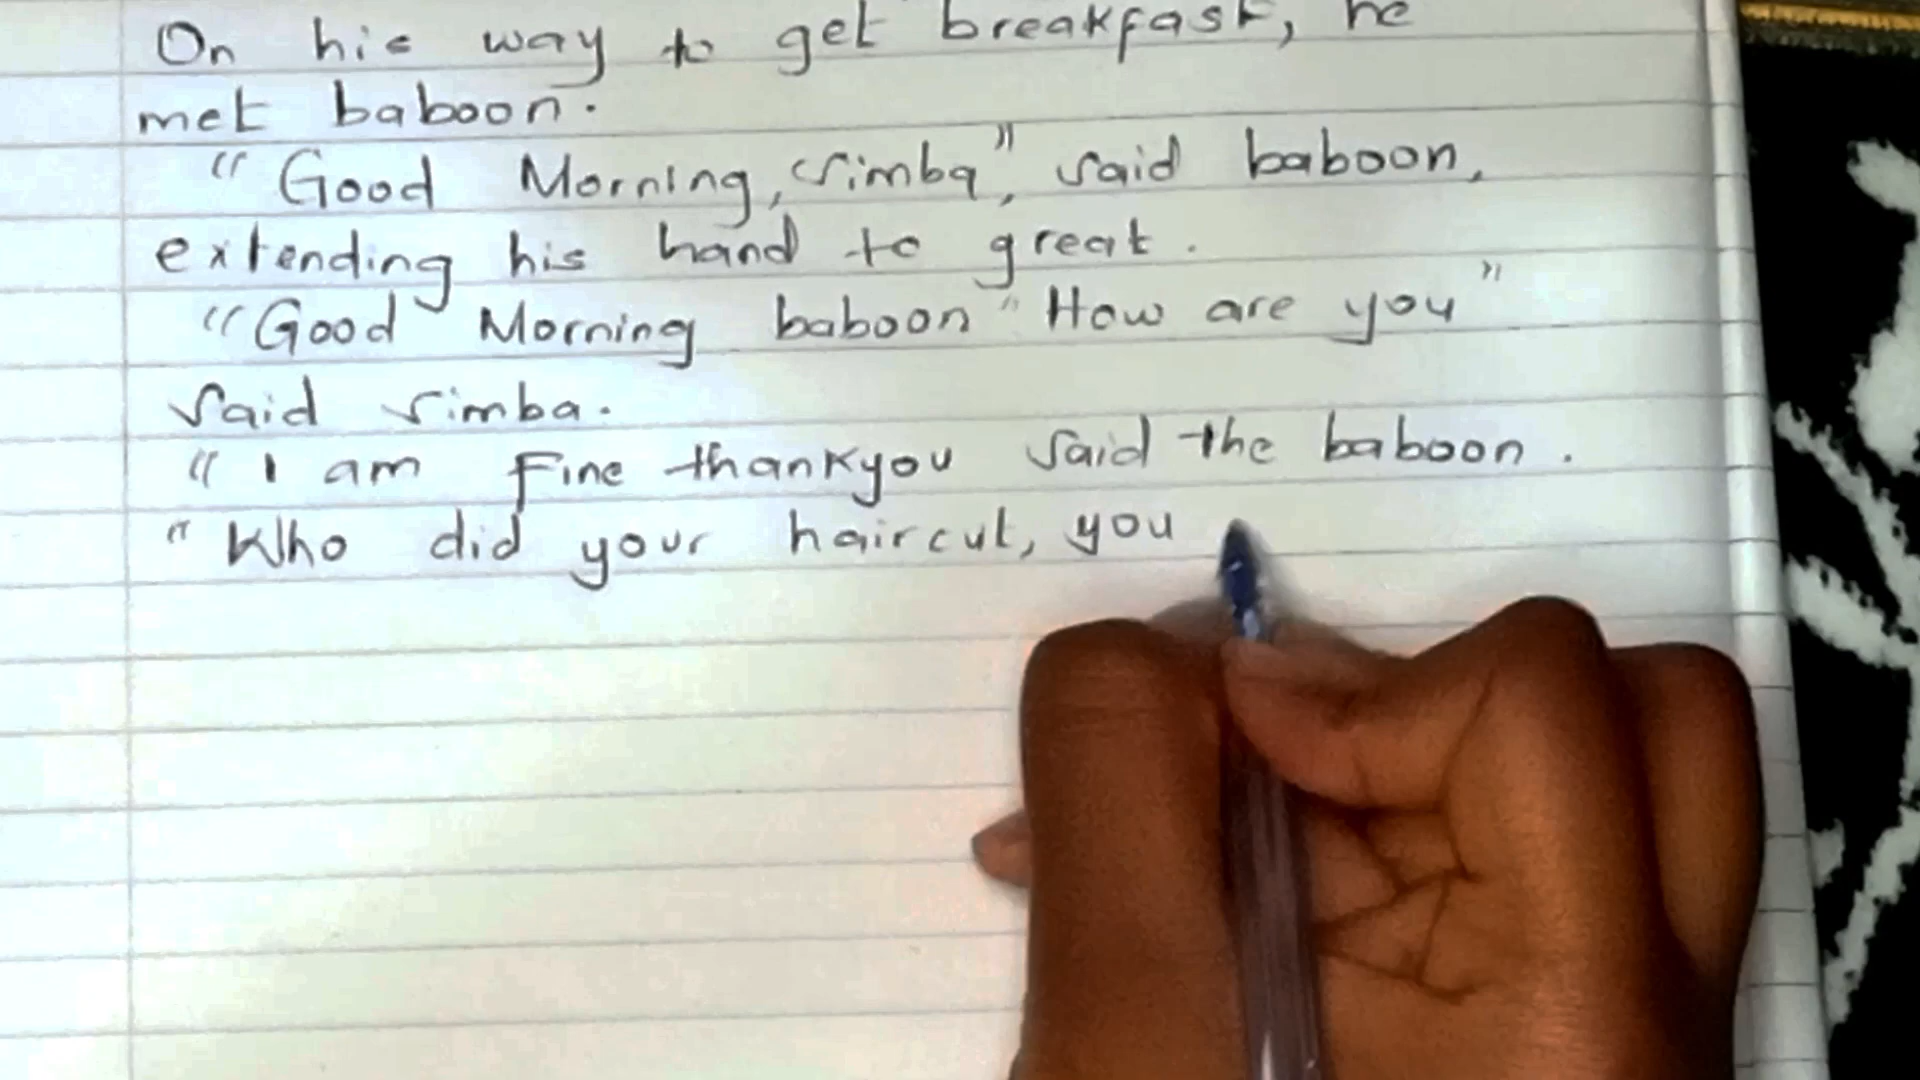 On his way to get breakfast, he
met baboon.
"Good Morning, simba", said baboon,
extending his hand to great.
"Good Morning baboon "How are you"
said simba.
"I am fine thankyou said the baboon.
"Who did your haircut, you